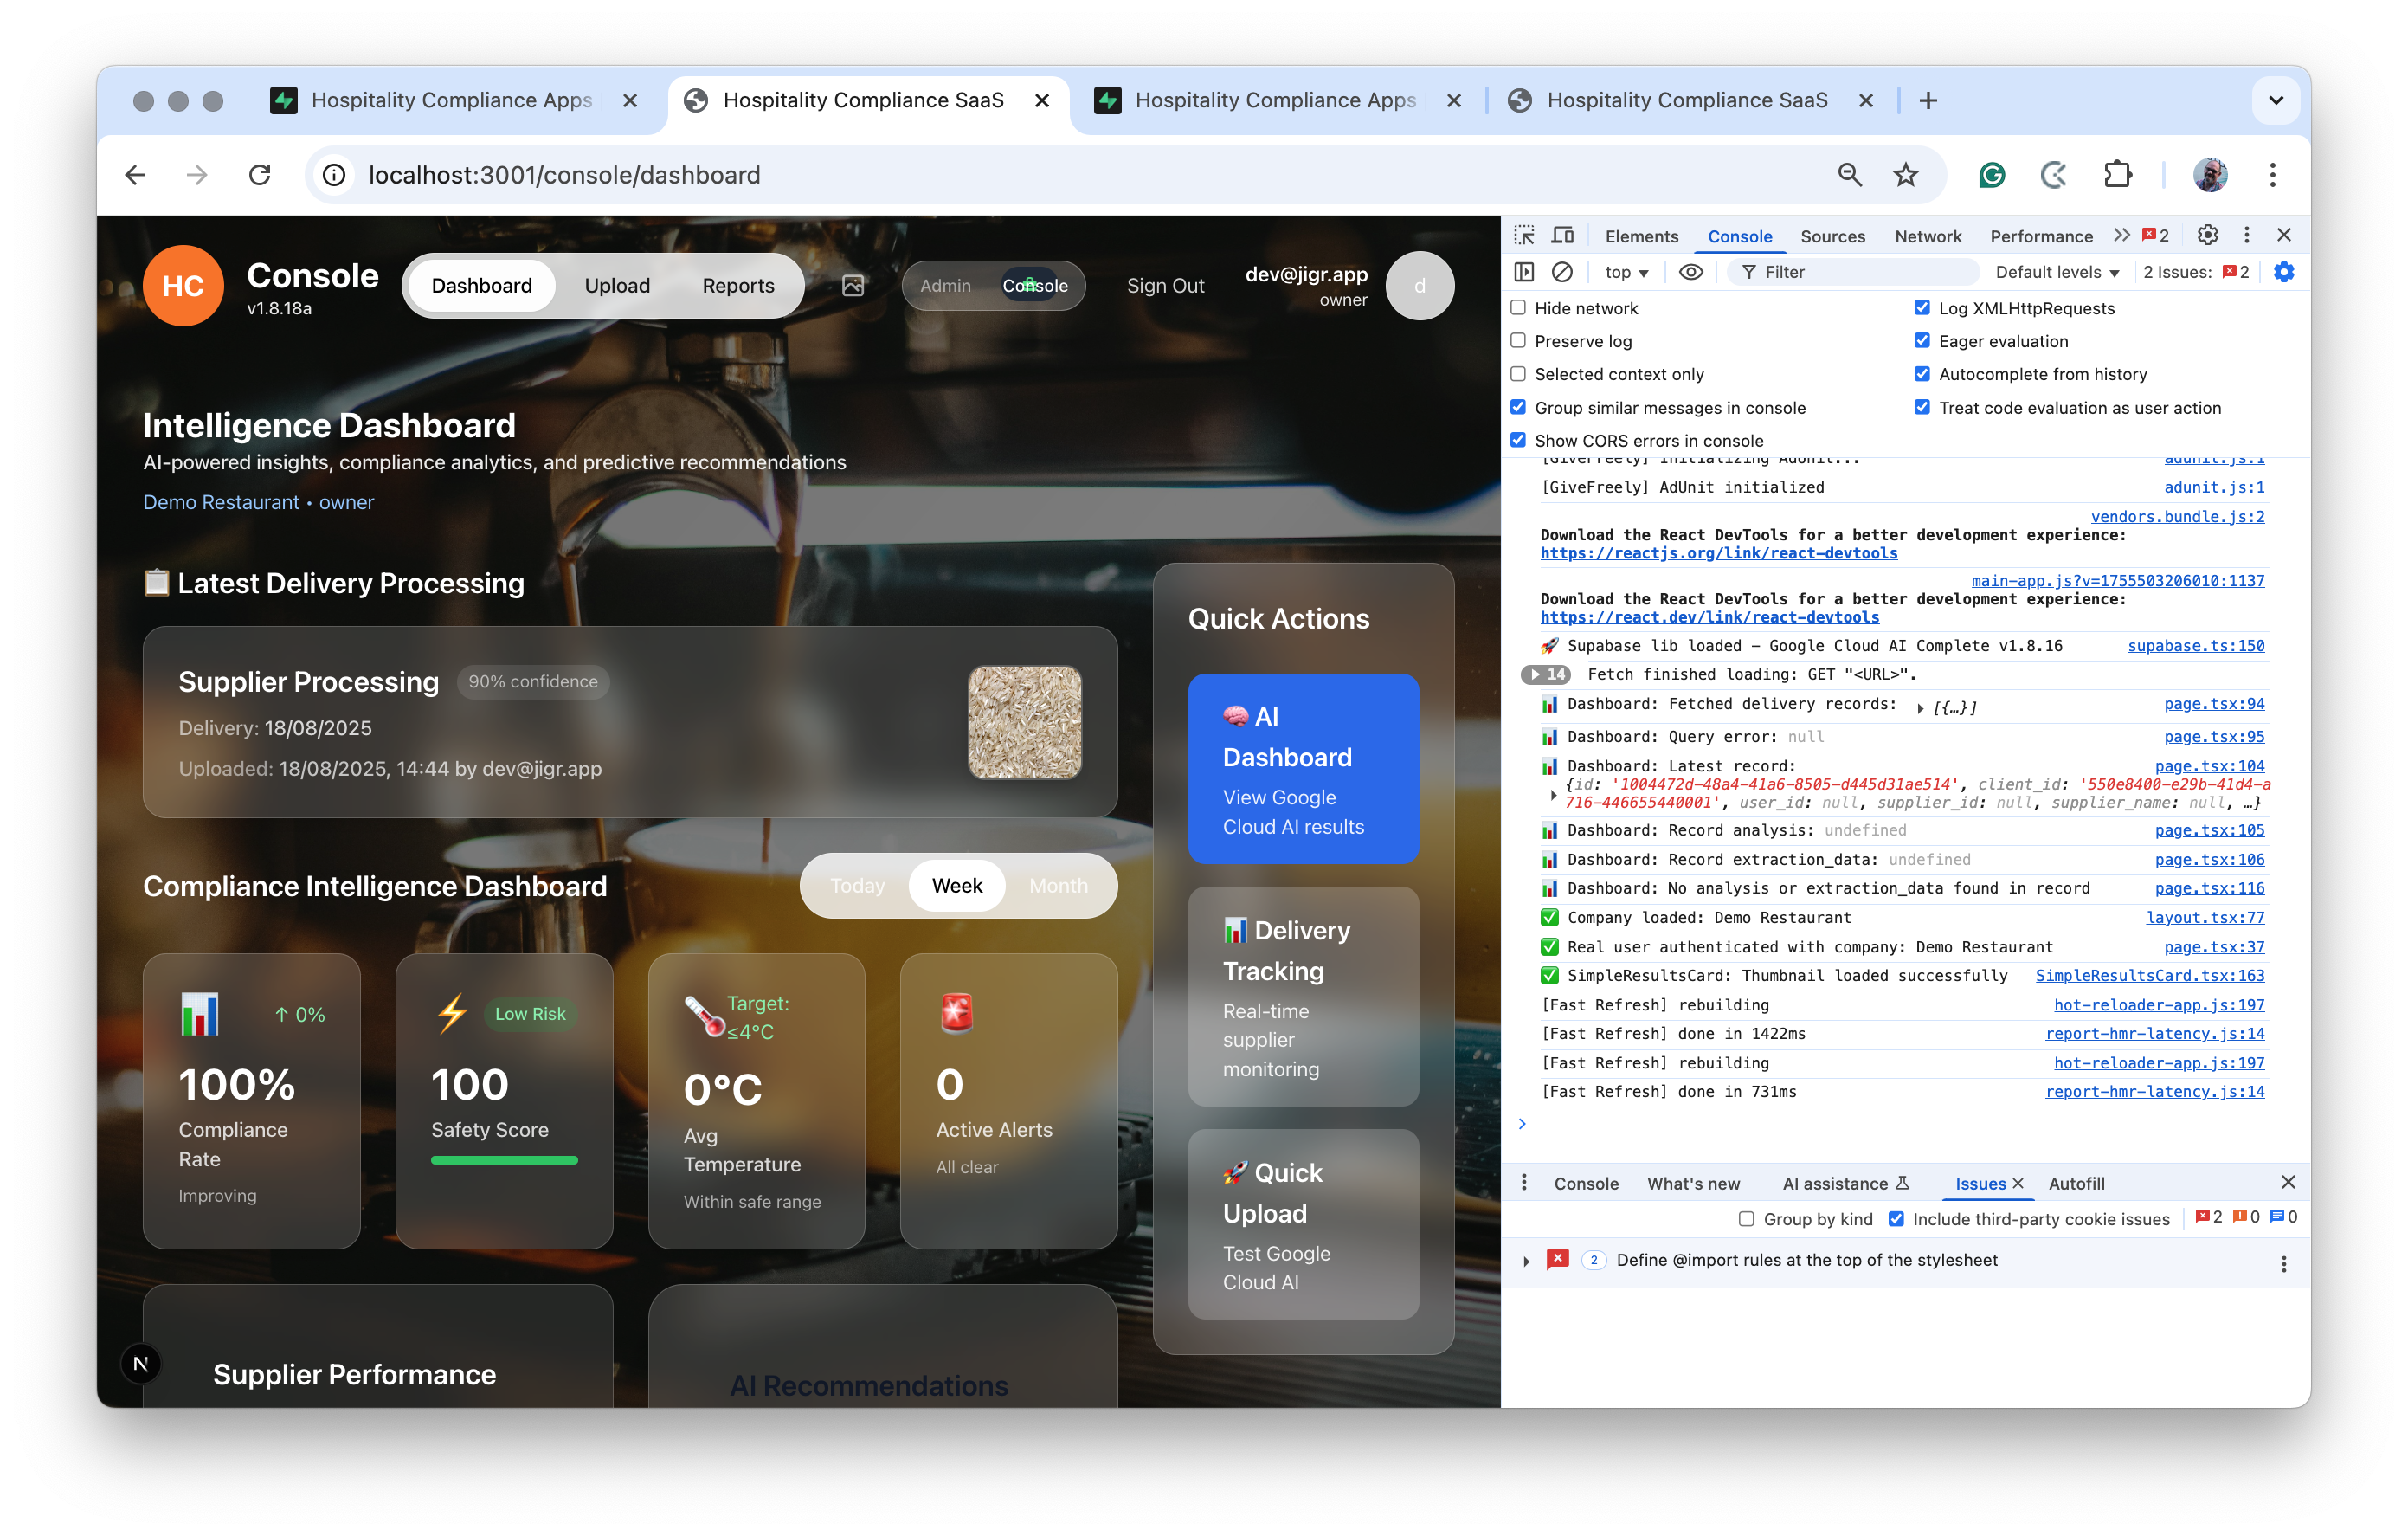 Hospitality Compliance Apps
Hospitality Compliance SaaS
Hospitality Compliance Apps
Hospitality Compliance SaaS
localhost:3001/console/dashboard
HC
Console
v1.8.18a
Dashboard
Upload
Reports
Admin
Console
Sign Out
dev@jigr.app
owner
d
Intelligence Dashboard
AI-powered insights, compliance analytics, and predictive recommendations
Demo Restaurant • owner
📋 Latest Delivery Processing
Supplier Processing
90% confidence
Delivery: 18/08/2025
Uploaded: 18/08/2025, 14:44 by dev@jigr.app
Compliance Intelligence Dashboard
Today
Week
Month
↑ 0%
100%
Compliance
Rate
Improving
Low Risk
100
Safety Score
Target:
≤4°C
0°C
Avg
Temperature
Within safe range
0
Active Alerts
All clear
Supplier Performance
AI Recommendations
N
Quick Actions
🧠 AI
Dashboard
View Google
Cloud AI results
📊 Delivery
Tracking
Real-time
supplier
monitoring
🚀 Quick
Upload
Test Google
Cloud AI
Elements
Console
Sources
Network
Performance
2
top
Filter
Default levels
2 Issues:
2
Hide network
Log XMLHttpRequests
Preserve log
Eager evaluation
Selected context only
Autocomplete from history
Group similar messages in console
Treat code evaluation as user action
Show CORS errors in console
[GiveFreely] Initializing AdUnit... adunit.js:1
[GiveFreely] AdUnit initialized adunit.js:1
vendors.bundle.js:2
Download the React DevTools for a better development experience:
https://reactjs.org/link/react-devtools
main-app.js?v=1755503206010:1137
Download the React DevTools for a better development experience:
https://react.dev/link/react-devtools
🚀 Supabase lib loaded - Google Cloud AI Complete v1.8.16 supabase.ts:150
14 Fetch finished loading: GET "<URL>".
📊 Dashboard: Fetched delivery records: ▸ [{…}] page.tsx:94
📊 Dashboard: Query error: null page.tsx:95
📊 Dashboard: Latest record: page.tsx:104
{id: '1004472d-48a4-41a6-8505-d445d31ae514', client_id: '550e8400-e29b-41d4-a
716-446655440001', user_id: null, supplier_id: null, supplier_name: null, …}
📊 Dashboard: Record analysis: undefined page.tsx:105
📊 Dashboard: Record extraction_data: undefined page.tsx:106
📊 Dashboard: No analysis or extraction_data found in record page.tsx:116
✅ Company loaded: Demo Restaurant layout.tsx:77
✅ Real user authenticated with company: Demo Restaurant page.tsx:37
✅ SimpleResultsCard: Thumbnail loaded successfully SimpleResultsCard.tsx:163
[Fast Refresh] rebuilding hot-reloader-app.js:197
[Fast Refresh] done in 1422ms report-hmr-latency.js:14
[Fast Refresh] rebuilding hot-reloader-app.js:197
[Fast Refresh] done in 731ms report-hmr-latency.js:14
Console
What's new
AI assistance
Issues
Autofill
Group by kind
Include third-party cookie issues
2
0
0
2
Define @import rules at the top of the stylesheet